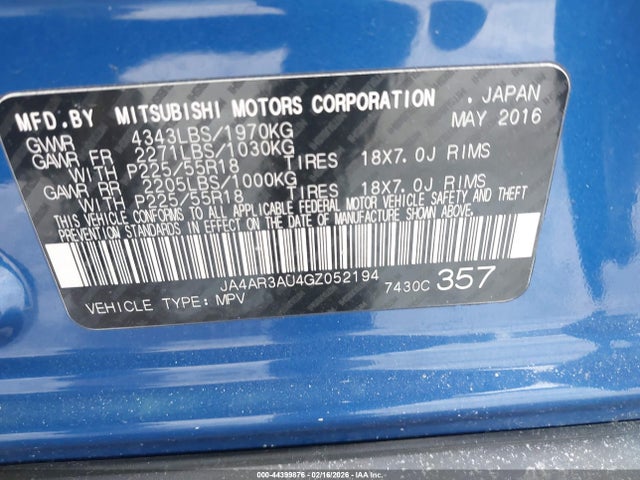 MFD.BY MITSUBISHI MOTORS CORPORATION . JAPAN
GVWR 4343LBS/1970KG MAY 2016
GAWR FR 2271LBS/1030KG
WITH P225/55R18 TIRES 18X7.0J RIMS
GAWR RR 2205LBS/1000KG
WITH P225/55R18 TIRES 18X7.0J RIMS
THIS VEHICLE CONFORMS TO ALL APPLICABLE FEDERAL MOTOR VEHICLE SAFETY AND THEFT
PREVENTION STANDARDS IN EFFECT ON THE DATE OF MANUFACTURE SHOWN ABOVE.
JA4AR3AU4GZ052194 7430C 357
VEHICLE TYPE: MPV
000-44399876 - 02/16/2026 - IAA Inc.